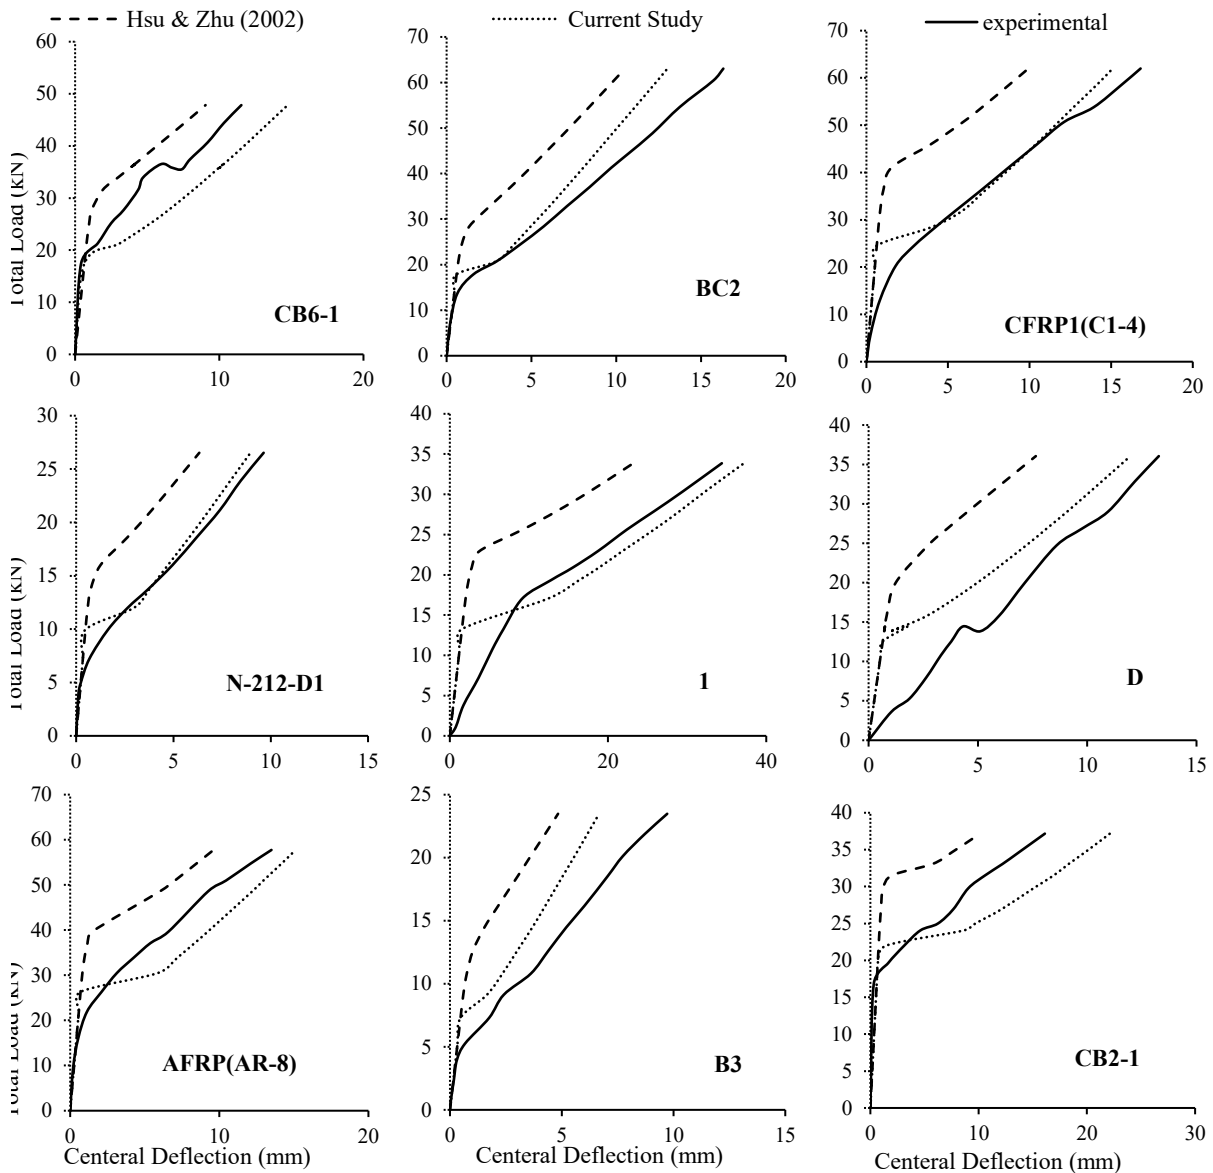 Hsu & Zhu (2002) Current Study experimental
60 50 40 30 20 10 0
Total Load (kN)
CB6-1
0 10 20
70 60 50 40 30 20 10 0
BC2
0 5 10 15 20
70 60 50 40 30 20 10 0
CFRP1(C1-4)
0 5 10 15 20
30 25 20 15 10 5 0
Total Load (kN)
N-212-D1
0 5 10 15
40 35 30 25 20 15 10 5 0
1
0 20 40
40 35 30 25 20 15 10 5 0
D
0 5 10 15
70 60 50 40 30 20 10 0
Total Load (kN)
AFRP(AR-8)
0 10 20
Centeral Deflection (mm)
25 20 15 10 5 0
B3
0 5 10 15
Centeral Deflection (mm)
40 35 30 25 20 15 10 5 0
CB2-1
0 10 20 30
Centeral Deflection (mm)